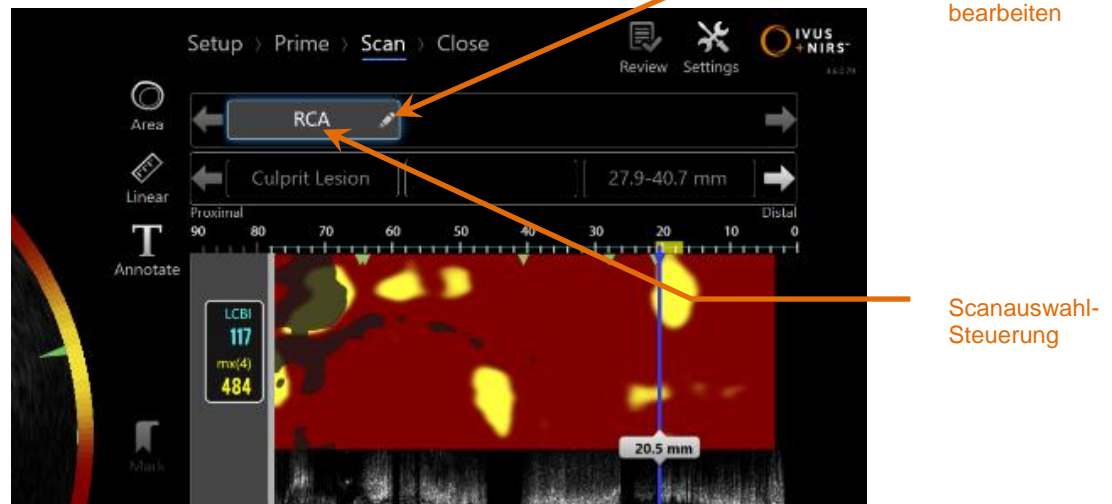 bearbeiten
Setup > Prime > Scan > Close
Review Settings
IVUS
+NIRS
Area
RCA
Linear
Culprit Lesion 27.9-40.7 mm
Proximal Distal
90 80 70 60 50 40 30 20 10 0
T
Annotate
LCBI
117
mx(4)
484
Scanauswahl-
Steuerung
20.5 mm
Mark